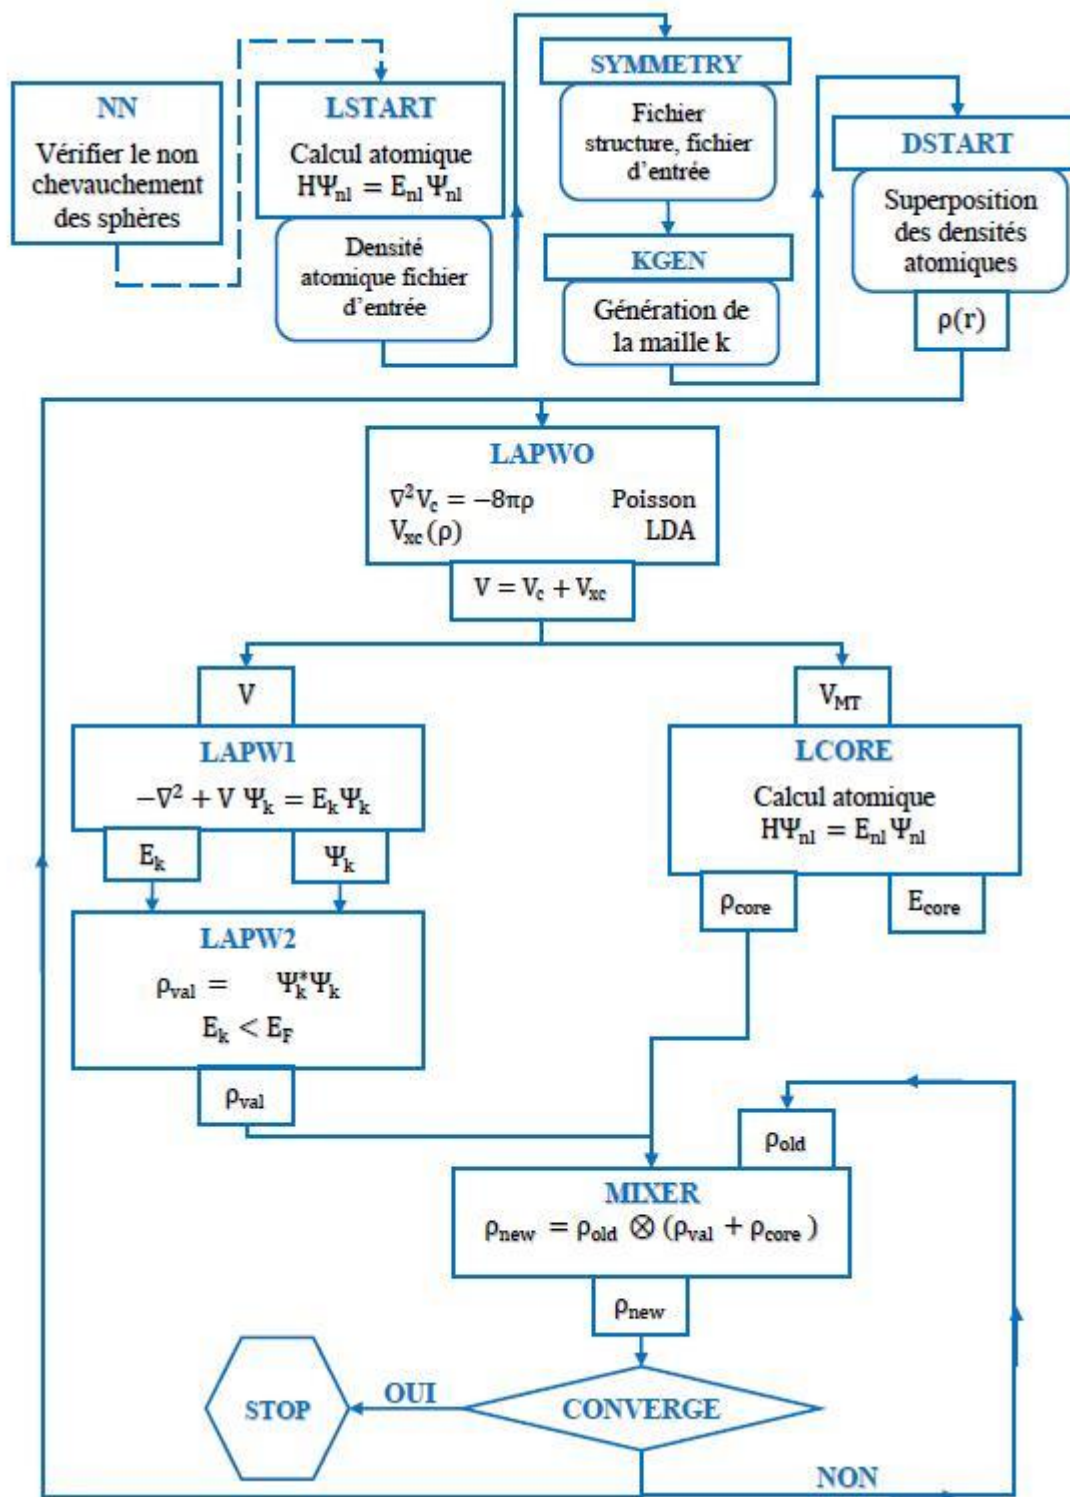 NN
Vérifier le non
chevauchement
des sphères
LSTART
Calcul atomique
HΨnl = EnlΨnl
Densité
atomique fichier
d'entrée
SYMMETRY
Fichier
structure, fichier
d'entrée
KGEN
Génération de
la maille k
DSTART
Superposition
des densités
atomiques
ρ(r)
LAPWO
∇²Vc = −8πρ Poisson
Vxc(ρ) LDA
V = Vc + Vxc
V
LAPW1
−∇² + V Ψk = EkΨk
Ek
Ψk
LAPW2
ρval = Ψk*Ψk
Ek < EF
ρval
VMT
LCORE
Calcul atomique
HΨnl = EnlΨnl
ρcore
Ecore
ρold
MIXER
ρnew = ρold ⊗ (ρval + ρcore)
ρnew
CONVERGE
OUI
STOP
NON